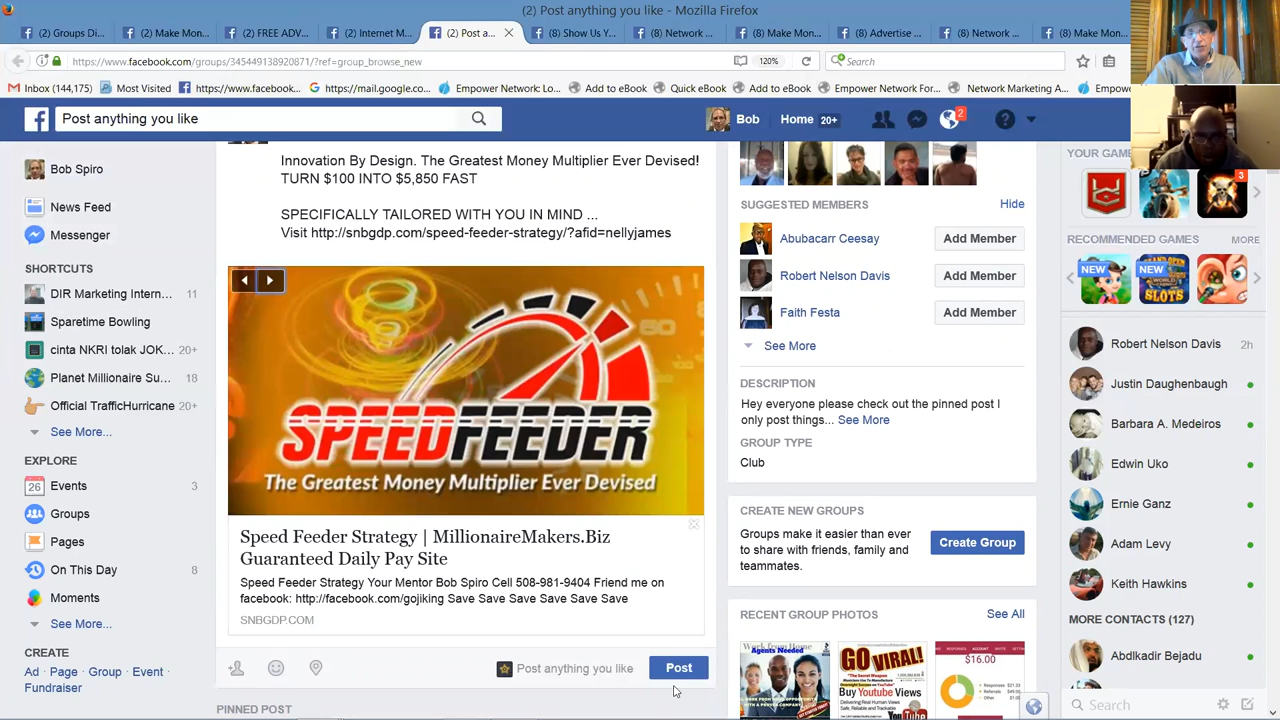 (2) Post anything you like - Mozilla Firefox
(2) Groups Di...
(2) Make Mon...
(2) FREE ADV...
(2) Internet M...
(2) Post a...
(8) Show Us ...
(8) Network...
(8) Make Mon...
(8) Advertise ...
(8) Network ...
(8) Make Mon
https://www.facebook.com/groups/345449158920871/?ref=group_browse_new
120%
Search
Inbox (144,175)
Most Visited
https://www.facebook...
https://mail.google.co...
Empower Network: Lo...
Add to eBook
Quick eBook
Add to eBook
Empower Network For...
Network Marketing A...
Empowe
Post anything you like
Bob
Home 20+
2
Bob Spiro
News Feed
Messenger
SHORTCUTS
DIR Marketing Intern... 11
Sparetime Bowling
cinta NKRI tolak JOK... 20+
Planet Millionaire Su... 18
Official TrafficHurricane 20+
See More...
EXPLORE
26 Events 3
Groups
Pages
On This Day 8
Moments
See More...
CREATE
Ad · Page · Group · Event ·
Fundraiser
Innovation By Design. The Greatest Money Multiplier Ever Devised!
TURN $100 INTO $5,850 FAST
SPECIFICALLY TAILORED WITH YOU IN MIND ...
Visit http://snbgdp.com/speed-feeder-strategy/?afid=nellyjames
SPEEDFEEDER
The Greatest Money Multiplier Ever Devised
Speed Feeder Strategy | MillionaireMakers.Biz
Guaranteed Daily Pay Site
Speed Feeder Strategy Your Mentor Bob Spiro Cell 508-981-9404 Friend me on
facebook: http://facebook.com/gojiking Save Save Save Save Save Save
SNBGDP.COM
Post anything you like
Post
PINNED POST
SUGGESTED MEMBERS
Hide
Abubacarr Ceesay
Add Member
Robert Nelson Davis
Add Member
Faith Festa
Add Member
See More
DESCRIPTION
Hey everyone please check out the pinned post I
only post things... See More
GROUP TYPE
Club
CREATE NEW GROUPS
Groups make it easier than ever
to share with friends, family and
teammates.
Create Group
RECENT GROUP PHOTOS
See All
Work from Home
Agents Needed
GO VIRAL!
Buy Youtube Views
YouTube
$16.00
YOUR GAME
3
RECOMMENDED GAMES
MORE
NEW
NEW
SLOTS
Robert Nelson Davis 2h
Justin Daughenbaugh
Barbara A. Medeiros
Edwin Uko
Ernie Ganz
Adam Levy
Keith Hawkins
MORE CONTACTS (127)
Abdlkadir Bejadu
Search